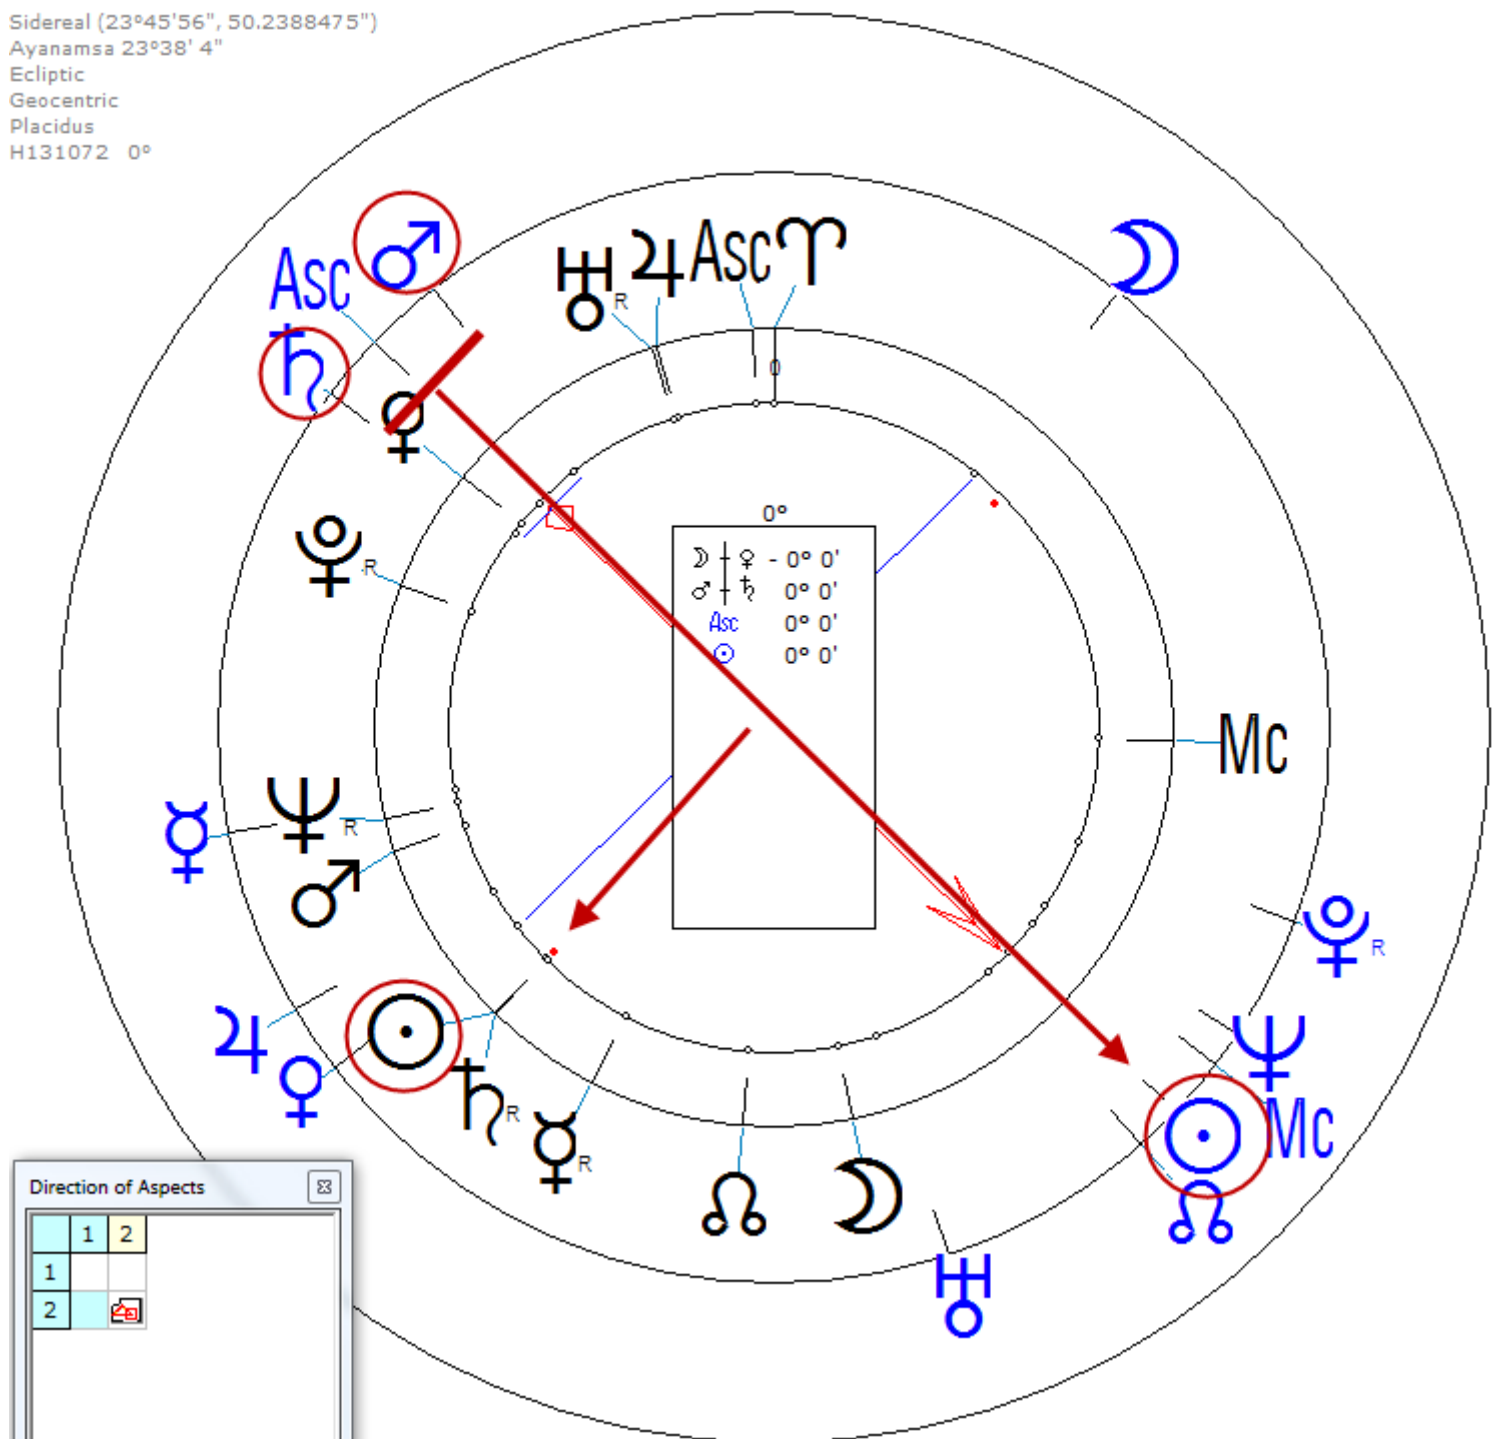 Sidereal (23°45'56", 50.2388475")
Ayanamsa 23°38' 4"
Ecliptic
Geocentric
Placidus
H131072 0°
♂
Asc
♄
♅ R ♃ Asc ♈
☽
0
♀
0°
☽ ♀ - 0° 0'
♂ ♄ 0° 0'
Asc 0° 0'
☉ 0° 0'
♇ R
Mc
☿ ♆ R
♂
♇ R
♃ ☉
♀ ♄ R
☿ R
♆
☉ Mc
☊ ☽
☊
♅
Direction of Aspects
1 2
1
2